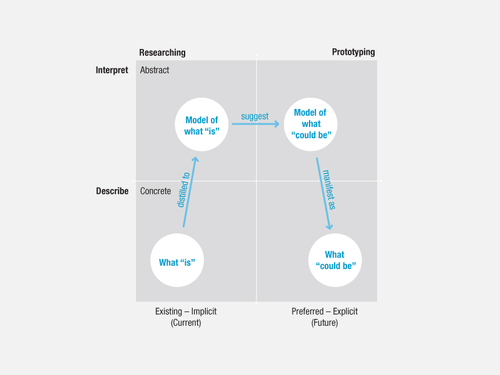 Researching
Prototyping
Interpret
Abstract
Model of
what “is”
suggest
Model of
what
“could be”
distilled to
manifest as
Describe
Concrete
What “is”
What
“could be”
Existing – Implicit
(Current)
Preferred – Explicit
(Future)